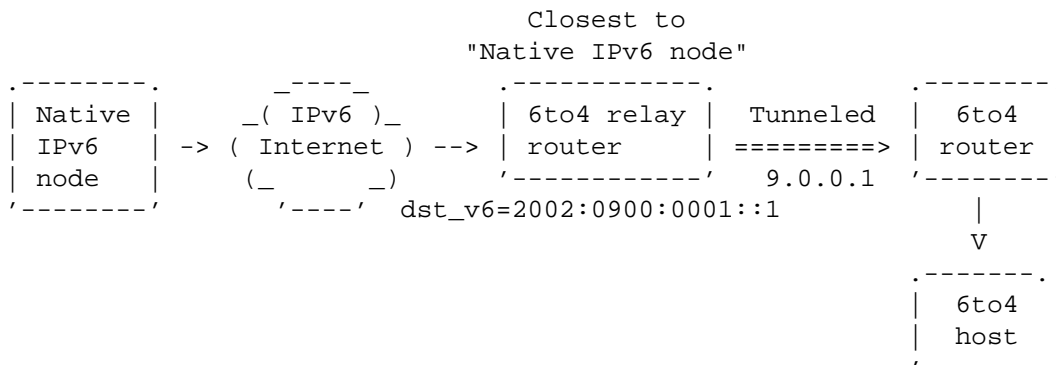 Closest to
"Native IPv6 node"
Native _( IPv6 )_ 6to4 relay Tunneled 6to4
IPv6 -> ( Internet ) --> router =========> router
node (_ _) 9.0.0.1
dst_v6=2002:0900:0001::1
V
6to4
host